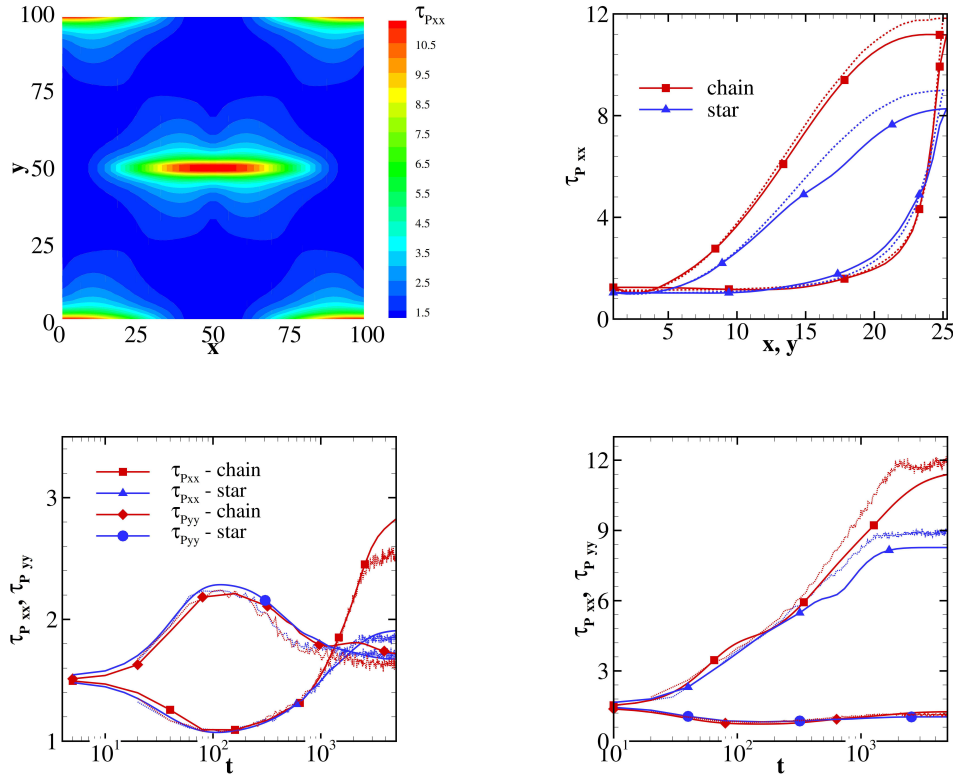 100
75
50
25
0
y
0 25 50 75 100
x
τPxx
10.5
9.5
8.5
7.5
6.5
5.5
4.5
3.5
2.5
1.5
12
8
4
0
τP xx
chain
star
5 10 15 20 25
x, y
3
2
1
τP xx, τP yy
τPxx - chain
τPxx - star
τPyy - chain
τPyy - star
10¹ 10² 10³
t
12
9
6
3
0
τP xx, τP yy
10¹ 10² 10³
t